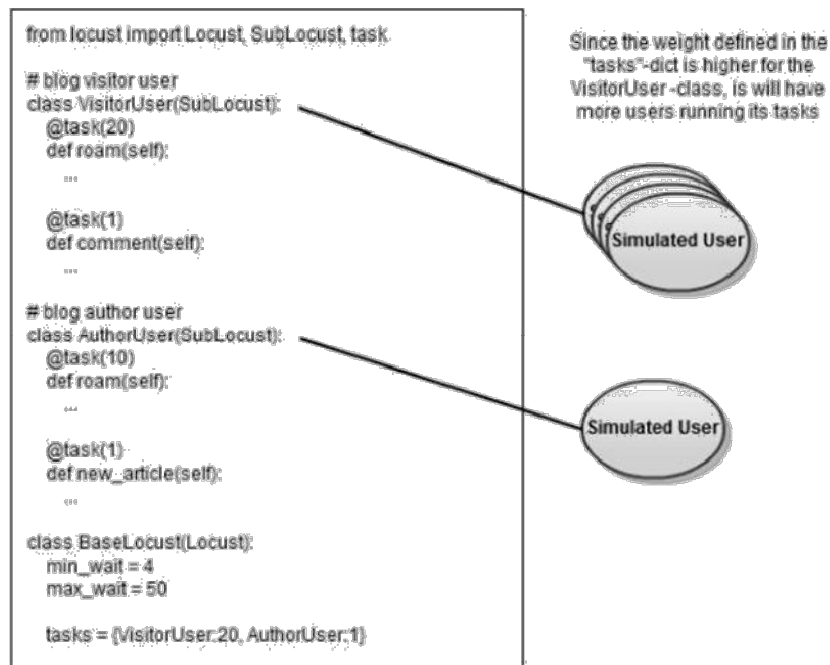 from locust import Locust, SubLocust, task
# blog visitor user
class VisitorUser(SubLocust):
@task(20)
def roam(self):
...
@task(1)
def comment(self):
...
# blog author user
class AuthorUser(SubLocust):
@task(10)
def roam(self):
...
@task(1)
def new_article(self):
...
class BaseLocust(Locust):
min_wait = 4
max_wait = 50
tasks = {VisitorUser:20, AuthorUser:1}
Since the weight defined in the
"tasks"-dict is higher for the
VisitorUser -class, is will have
more users running its tasks
Simulated User
Simulated User